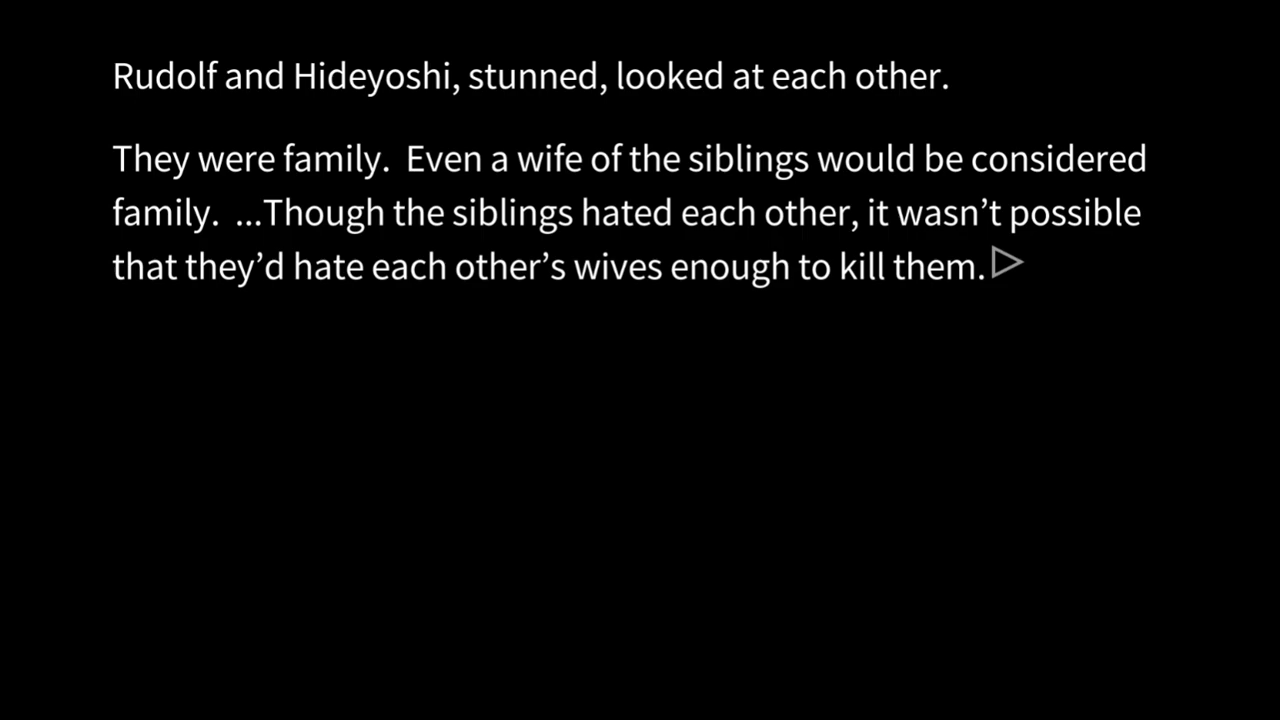 Rudolf and Hideyoshi, stunned, looked at each other.
They were family.  Even a wife of the siblings would be considered
family.  ...Though the siblings hated each other, it wasn’t possible
that they’d hate each other’s wives enough to kill them.